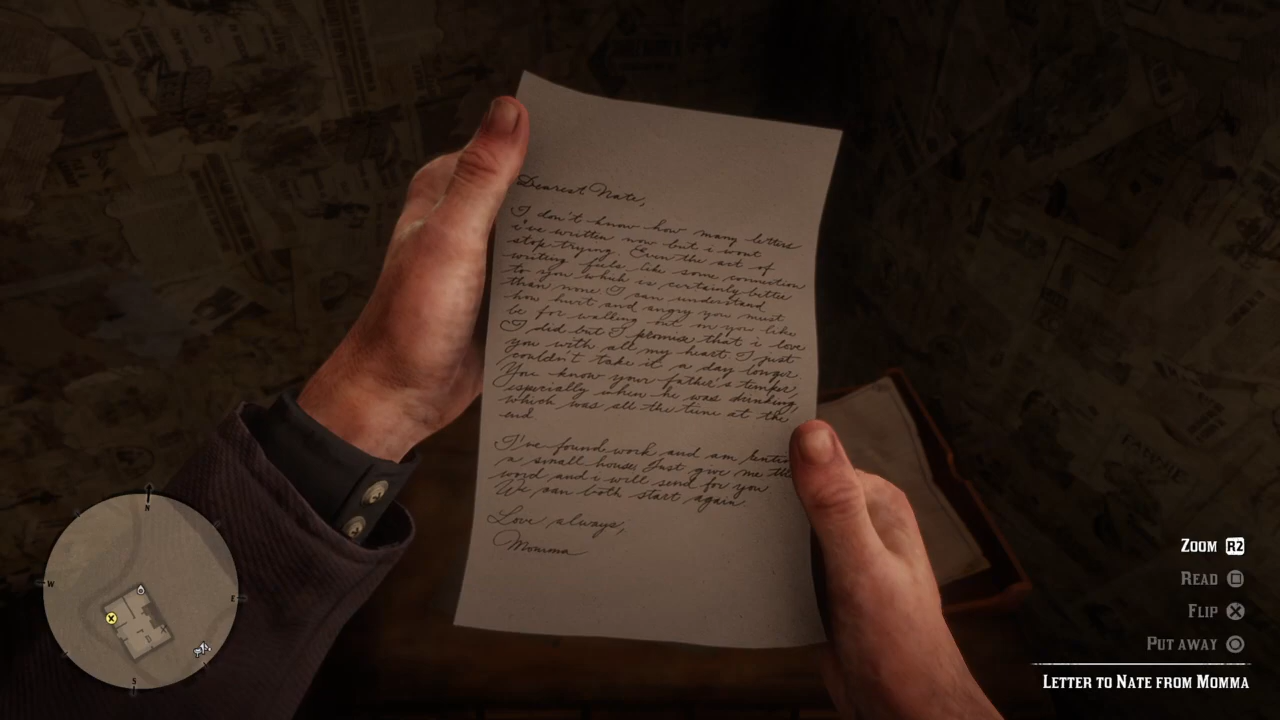 Dearest Nate,
I don't know how many letters
i've written now but i wont
stop trying. Even the act of
writing feels like some connection
to you which is certainly better
than none. I can understand
how hurt and angry you must
be for walking out on you like
I did but I promise that i love
you with all my heart. I just
couldn't take it a day longer.
You know your father's temper,
especially when he was drinking,
which was all the time at the
end.
I've found work and am
a small house. Just give me the
word and i will send for you
We can both start again.
Love always,
Momma
N
W
E
S
ZOOM R2
READ
FLIP
PUT AWAY
LETTER TO NATE FROM MOMMA